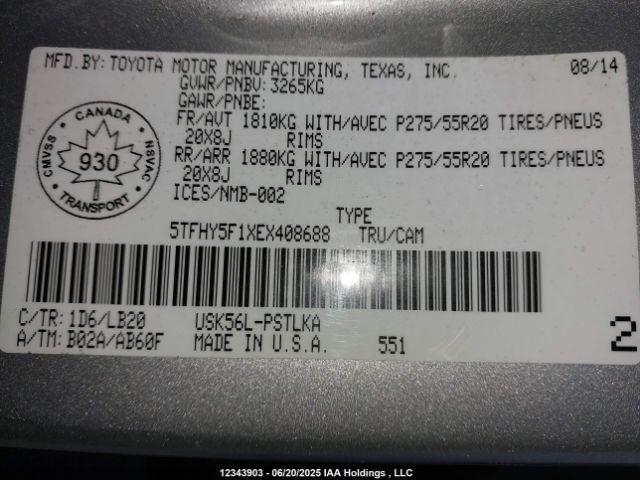 MFD.BY: TOYOTA MOTOR MANUFACTURING, TEXAS, INC. 08/14
GVWR/PNBV: 3265KG
GAWR/PNBE:
FR/AVT 1810KG WITH/AVEC P275/55R20 TIRES/PNEUS
20X8J RIMS
RR/ARR 1880KG WITH/AVEC P275/55R20 TIRES/PNEUS
20X8J RIMS
ICES/NMB-002
CANADA
CMVSS 930 NSVAC
TRANSPORT
TYPE
5TFHY5F1XEX408688 TRU/CAM
C/TR: 1D6/LB20 USK56L-PSTLKA
A/TM: B02A/AB60F MADE IN U.S.A. 551
2
12343903 - 06/20/2025 IAA Holdings , LLC